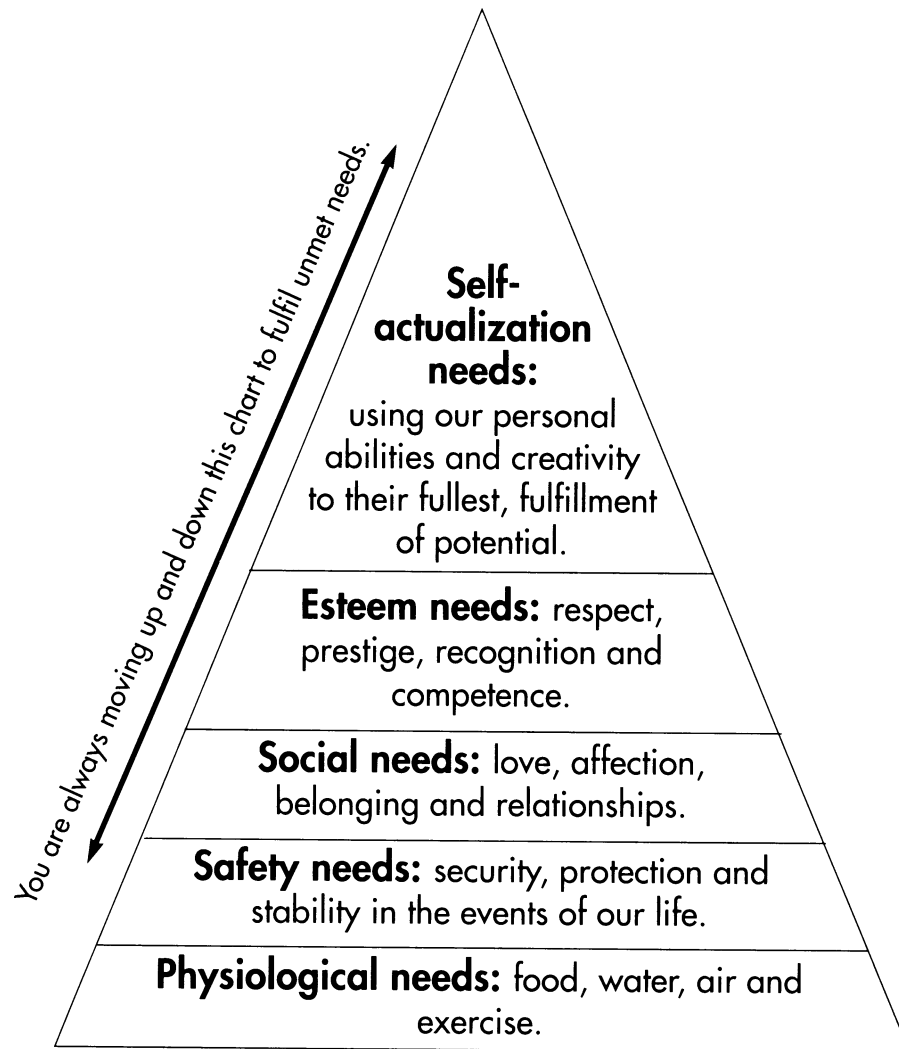 You are always moving up and down this chart to fulfil unmet needs.
Self-
actualization
needs:
using our personal
abilities and creativity
to their fullest, fulfillment
of potential.
Esteem needs: respect,
prestige, recognition and
competence.
Social needs: love, affection,
belonging and relationships.
Safety needs: security, protection and
stability in the events of our life.
Physiological needs: food, water, air and
exercise.